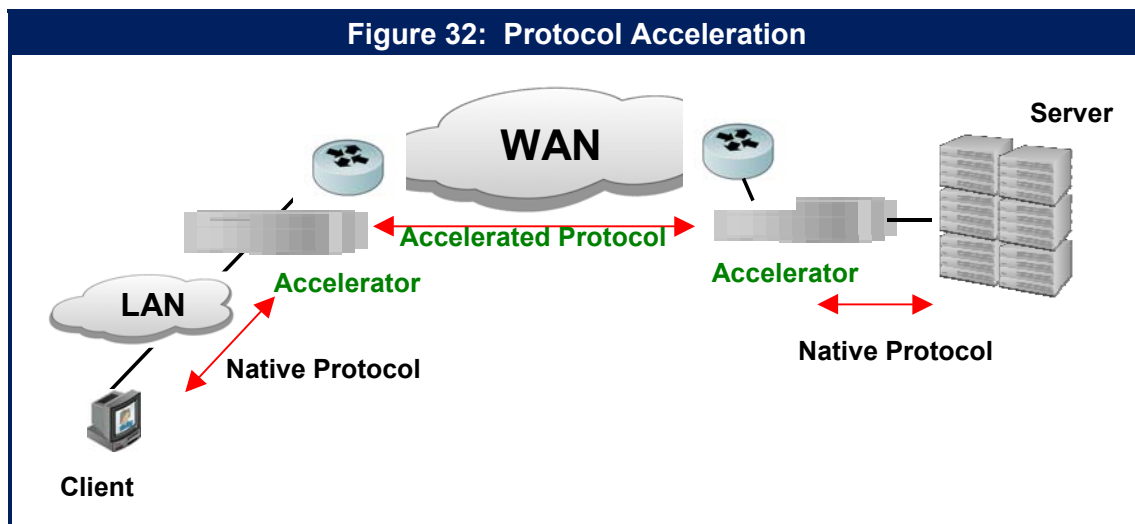 Figure 32: Protocol Acceleration
WAN
Server
Accelerated Protocol
Accelerator
Accelerator
LAN
Native Protocol
Native Protocol
Client